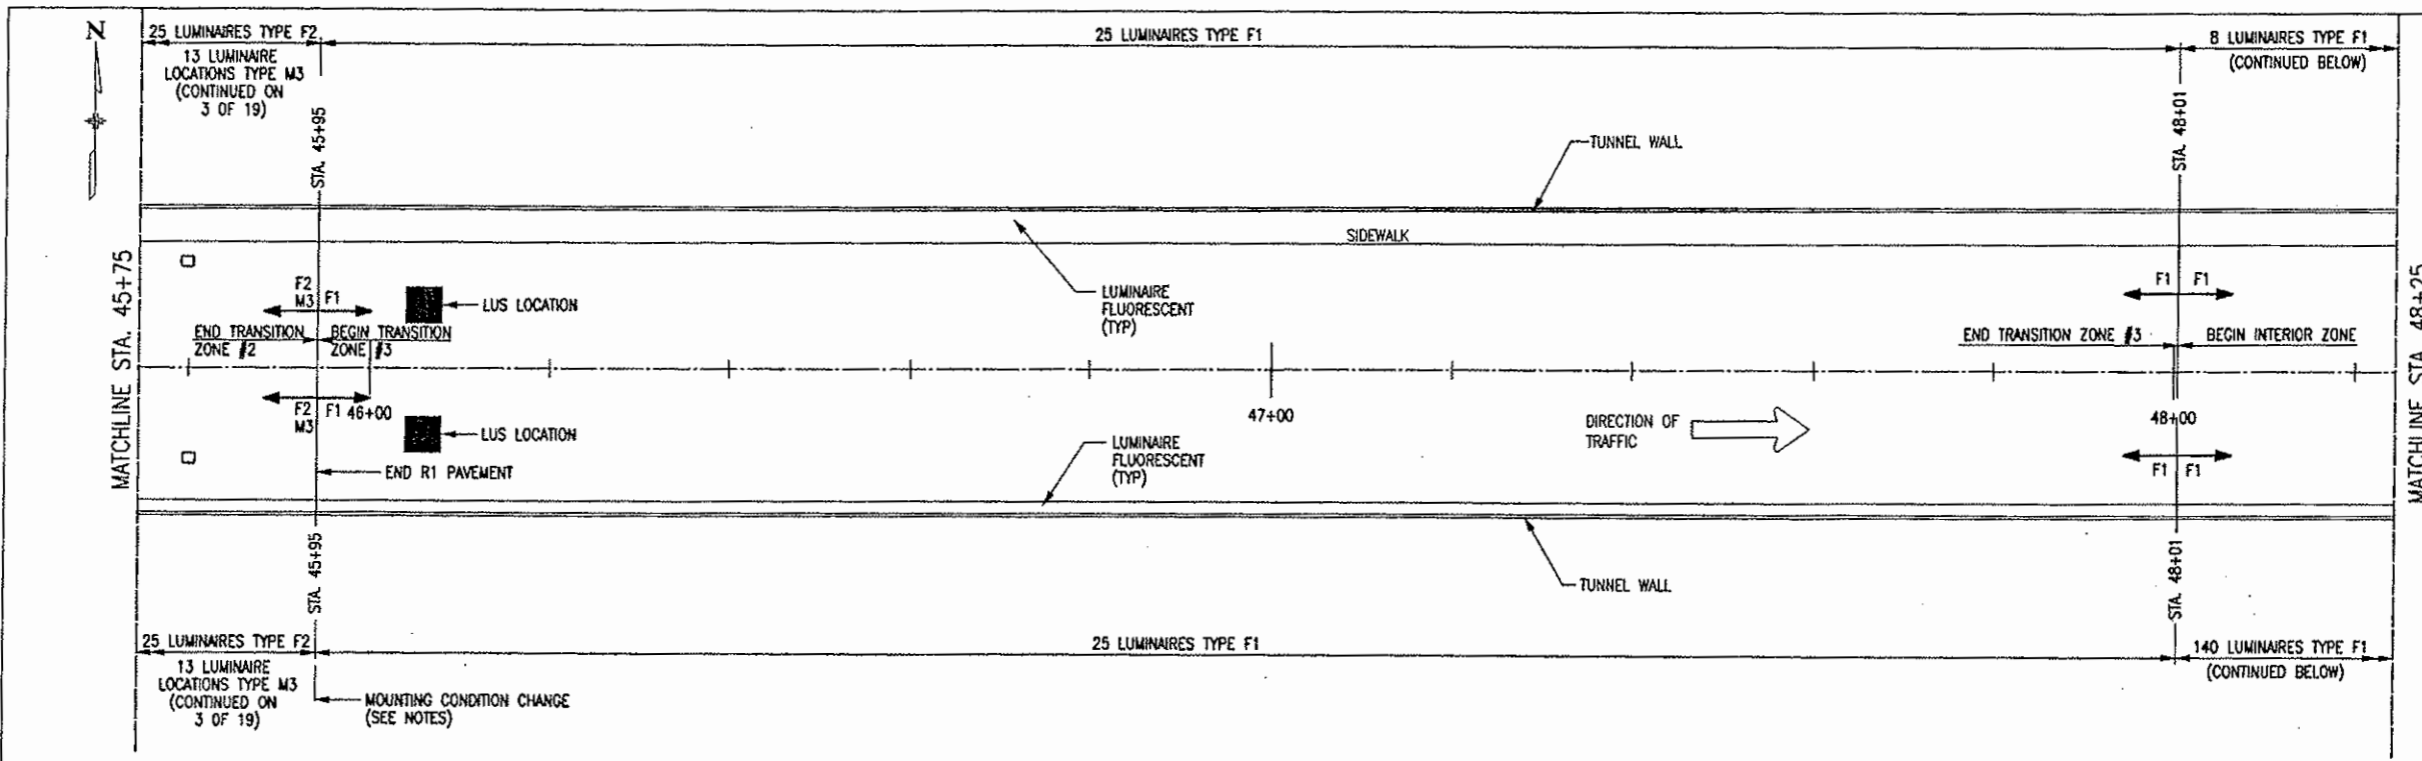 N
25 LUMINAIRES TYPE F2
25 LUMINAIRES TYPE F1
8 LUMINAIRES TYPE F1
13 LUMINAIRE
LOCATIONS TYPE M3
(CONTINUED ON
3 OF 19)
(CONTINUED BELOW)
STA. 45+95
STA. 48+01
TUNNEL WALL
SIDEWALK
MATCHLINE STA. 45+75
MATCHLINE STA. 48+25
F2
M3
F1
LUS LOCATION
LUMINAIRE
FLUORESCENT
(TYP)
F1
F1
END TRANSITION
ZONE #2
BEGIN TRANSITION
ZONE #3
END TRANSITION ZONE #3
BEGIN INTERIOR ZONE
F2
M3
F1
46+00
47+00
48+00
DIRECTION OF
TRAFFIC
LUS LOCATION
LUMINAIRE
FLUORESCENT
(TYP)
F1
F1
END R1 PAVEMENT
STA. 45+95
STA. 48+01
TUNNEL WALL
25 LUMINAIRES TYPE F2
25 LUMINAIRES TYPE F1
140 LUMINAIRES TYPE F1
13 LUMINAIRE
LOCATIONS TYPE M3
(CONTINUED ON
3 OF 19)
(CONTINUED BELOW)
MOUNTING CONDITION CHANGE
(SEE NOTES)